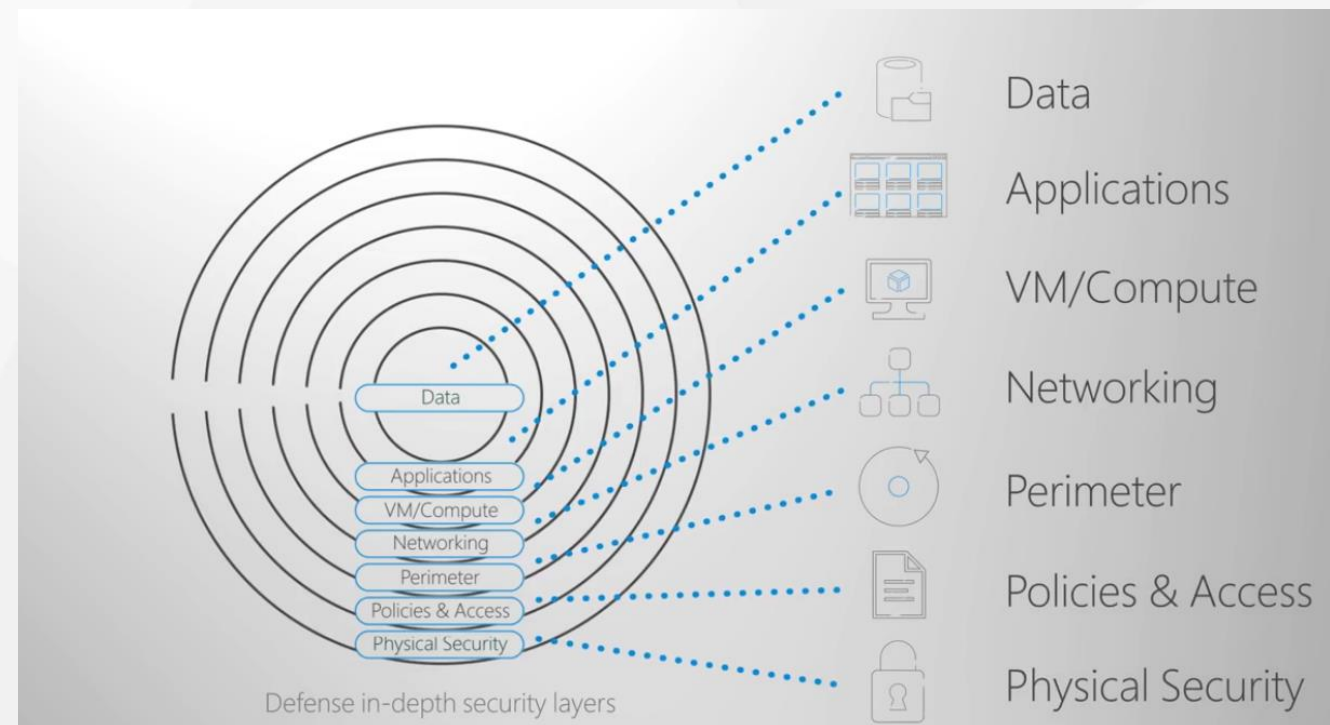 Data
Applications
VM/Compute
Networking
Perimeter
Policies & Access
Physical Security
Defense in-depth security layers
Data
Applications
VM/Compute
Networking
Perimeter
Policies & Access
Physical Security